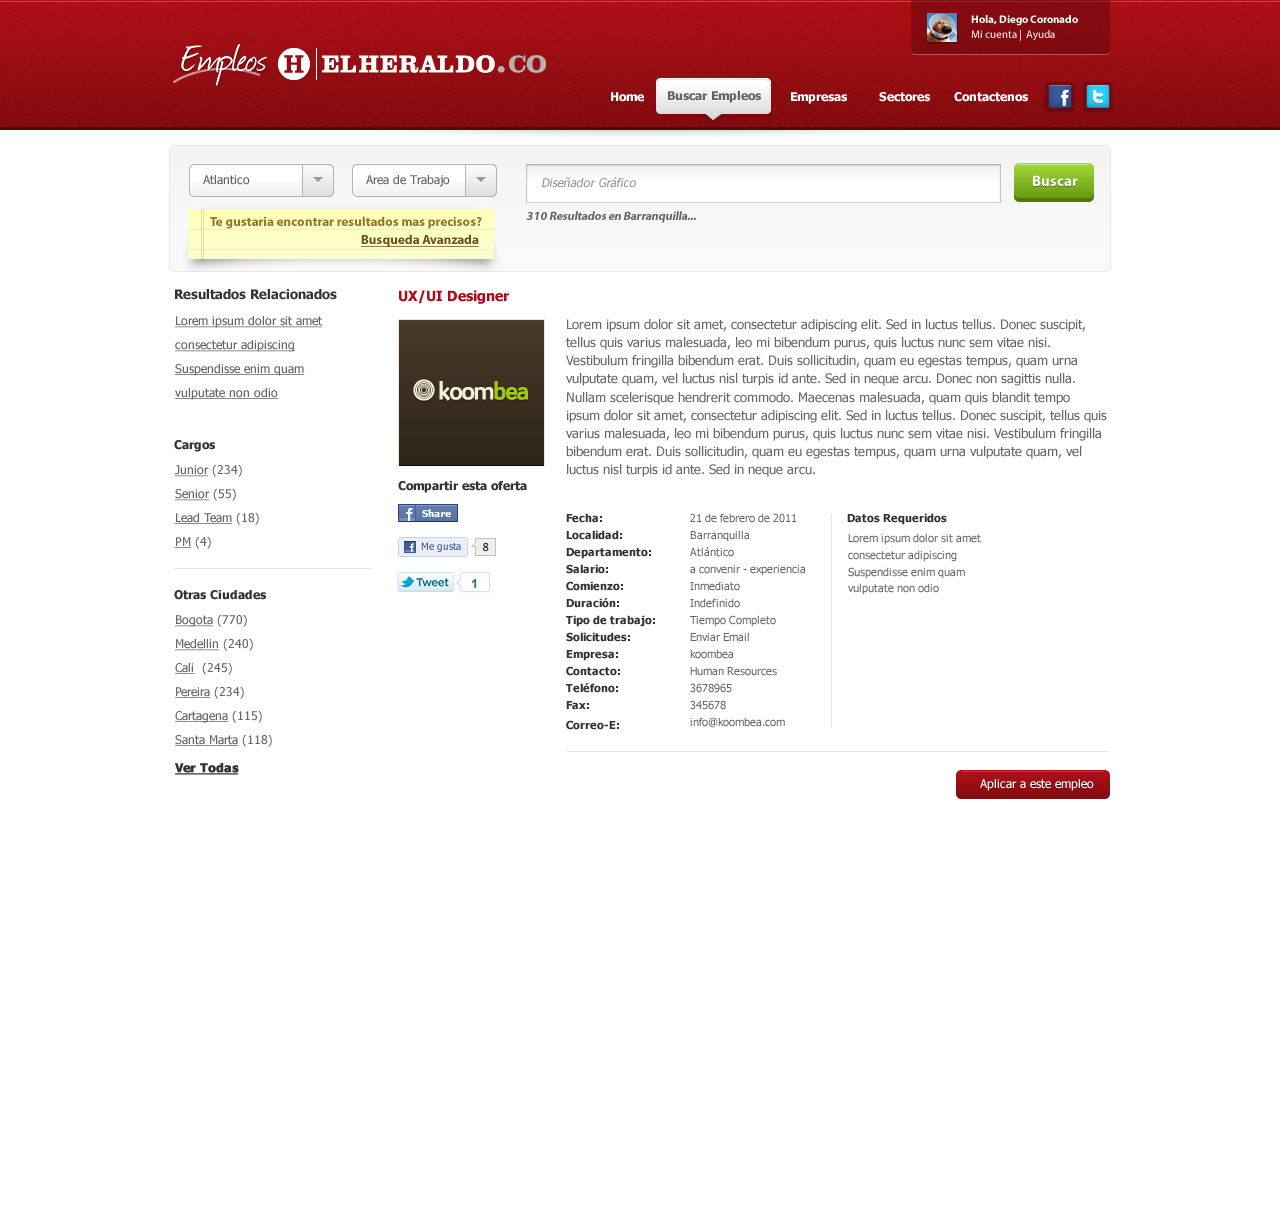 Hola, Diego Coronado
Mi cuenta | Ayuda
Empleos H ELHERALDO.CO
Home Buscar Empleos Empresas Sectores Contactenos
Atlantico Area de Trabajo Diseñador Gráfico Buscar
310 Resultados en Barranquilla...
Te gustaria encontrar resultados mas precisos?
Busqueda Avanzada
Resultados Relacionados
Lorem ipsum dolor sit amet
consectetur adipiscing
Suspendisse enim quam
vulputate non odio
Cargos
Junior (234)
Senior (55)
Lead Team (18)
PM (4)
Otras Ciudades
Bogota (770)
Medellin (240)
Cali (245)
Pereira (234)
Cartagena (115)
Santa Marta (118)
Ver Todas
UX/UI Designer
koombea
Compartir esta oferta
Share
Me gusta 8
Tweet 1
Lorem ipsum dolor sit amet, consectetur adipiscing elit. Sed in luctus tellus. Donec suscipit,
tellus quis varius malesuada, leo mi bibendum purus, quis luctus nunc sem vitae nisi.
Vestibulum fringilla bibendum erat. Duis sollicitudin, quam eu egestas tempus, quam urna
vulputate quam, vel luctus nisl turpis id ante. Sed in neque arcu. Donec non sagittis nulla.
Nullam scelerisque hendrerit commodo. Maecenas malesuada, quam quis blandit tempo
ipsum dolor sit amet, consectetur adipiscing elit. Sed in luctus tellus. Donec suscipit, tellus quis
varius malesuada, leo mi bibendum purus, quis luctus nunc sem vitae nisi. Vestibulum fringilla
bibendum erat. Duis sollicitudin, quam eu egestas tempus, quam urna vulputate quam, vel
luctus nisl turpis id ante. Sed in neque arcu.
Fecha: 21 de febrero de 2011
Localidad: Barranquilla
Departamento: Atlántico
Salario: a convenir - experiencia
Comienzo: Inmediato
Duración: Indefinido
Tipo de trabajo: Tiempo Completo
Solicitudes: Enviar Email
Empresa: koombea
Contacto: Human Resources
Teléfono: 3678965
Fax: 345678
Correo-E: info@koombea.com
Datos Requeridos
Lorem ipsum dolor sit amet
consectetur adipiscing
Suspendisse enim quam
vulputate non odio
Aplicar a este empleo